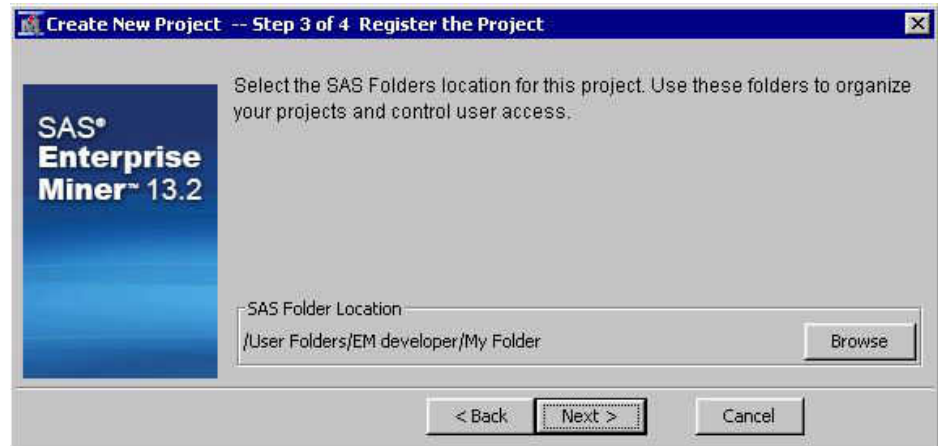 Create New Project -- Step 3 of 4 Register the Project
Select the SAS Folders location for this project. Use these folders to organize
your projects and control user access.
SAS®
Enterprise
Miner™ 13.2
SAS Folder Location
/User Folders/EM developer/My Folder
Browse
< Back
Next >
Cancel